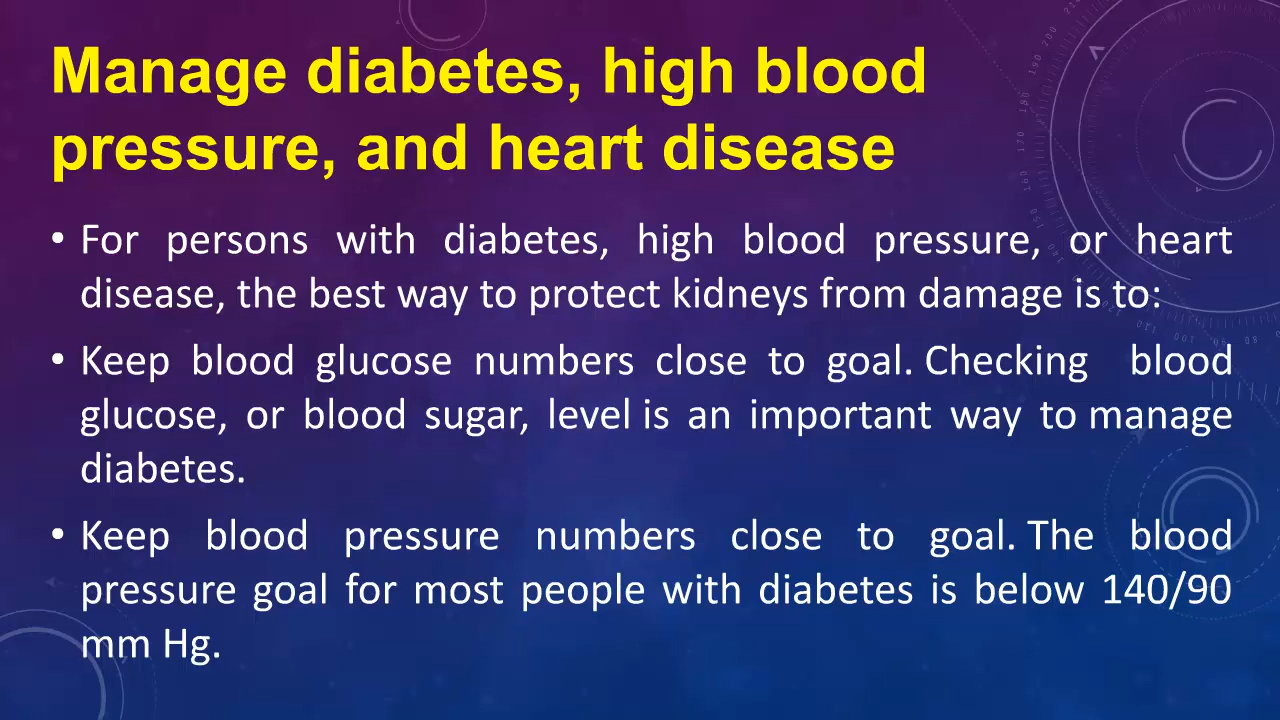 Manage diabetes, high blood
pressure, and heart disease
• For persons with diabetes, high blood pressure, or heart
disease, the best way to protect kidneys from damage is to:
• Keep blood glucose numbers close to goal. Checking blood
glucose, or blood sugar, level is an important way to manage
diabetes.
• Keep blood pressure numbers close to goal. The blood
pressure goal for most people with diabetes is below 140/90
mm Hg.